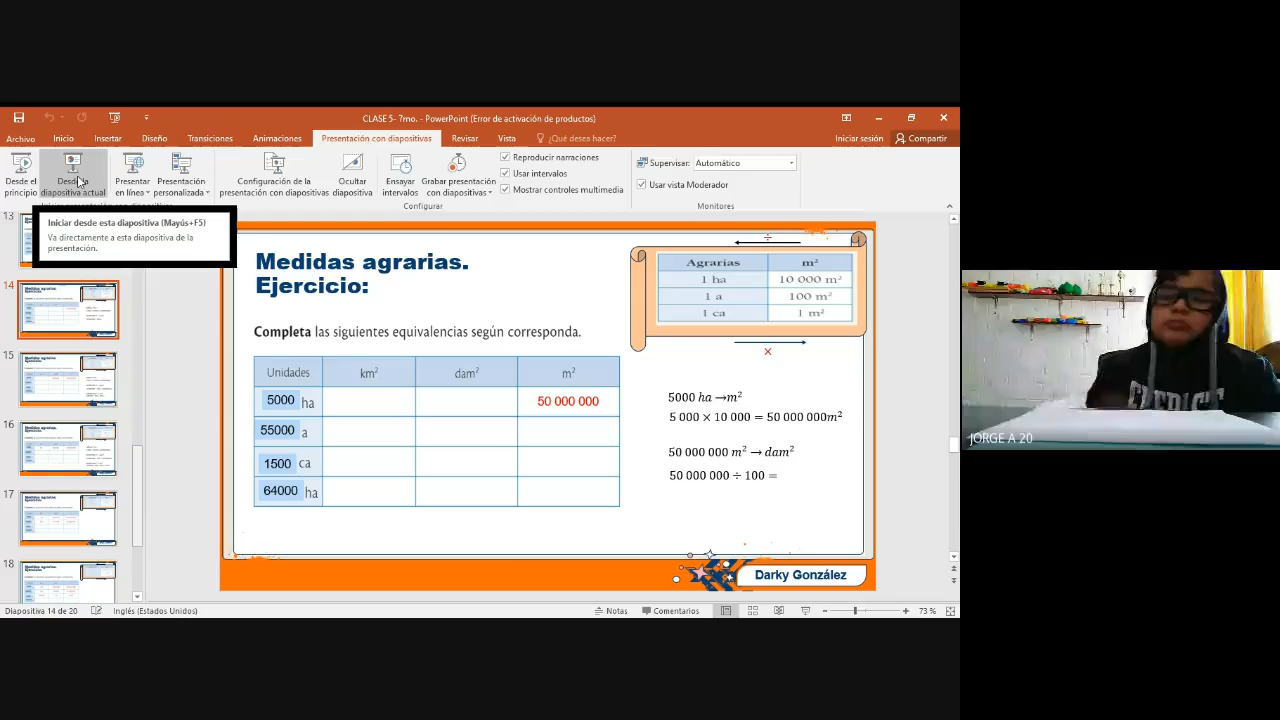 CLASE 5- 7mo. - PowerPoint (Error de activación de productos)
Archivo Inicio Insertar Diseño Transiciones Animaciones Presentación con diapositivas Revisar Vista ¿Qué desea hacer? Iniciar sesión Compartir
Desde el principio
Desde la diapositiva actual
Presentar en línea
Presentación personalizada
Configuración de la presentación con diapositivas
Ocultar diapositiva
Ensayar intervalos
Grabar presentación con diapositivas
Reproducir narraciones
Usar intervalos
Mostrar controles multimedia
Supervisar: Automático
Usar vista Moderador
Configurar
Monitores
Iniciar desde esta diapositiva (Mayús+F5)
Va directamente a esta diapositiva de la
presentación.
13
14
15
16
17
18
Medidas agrarias.
Ejercicio:
Completa las siguientes equivalencias según corresponda.
Unidades km² dam² m²
5000 ha 50 000 000
55000 a
1500 ca
64000 ha
÷
Agrarias m²
1 ha 10 000 m²
1 a 100 m²
1 ca 1 m²
×
5000 ha → m²
5 000 × 10 000 = 50 000 000m²
50 000 000 m² → dam²
50 000 000 ÷ 100 =
Darky González
JORGE A 20
Diapositiva 14 de 20 Inglés (Estados Unidos) Notas Comentarios 73 %